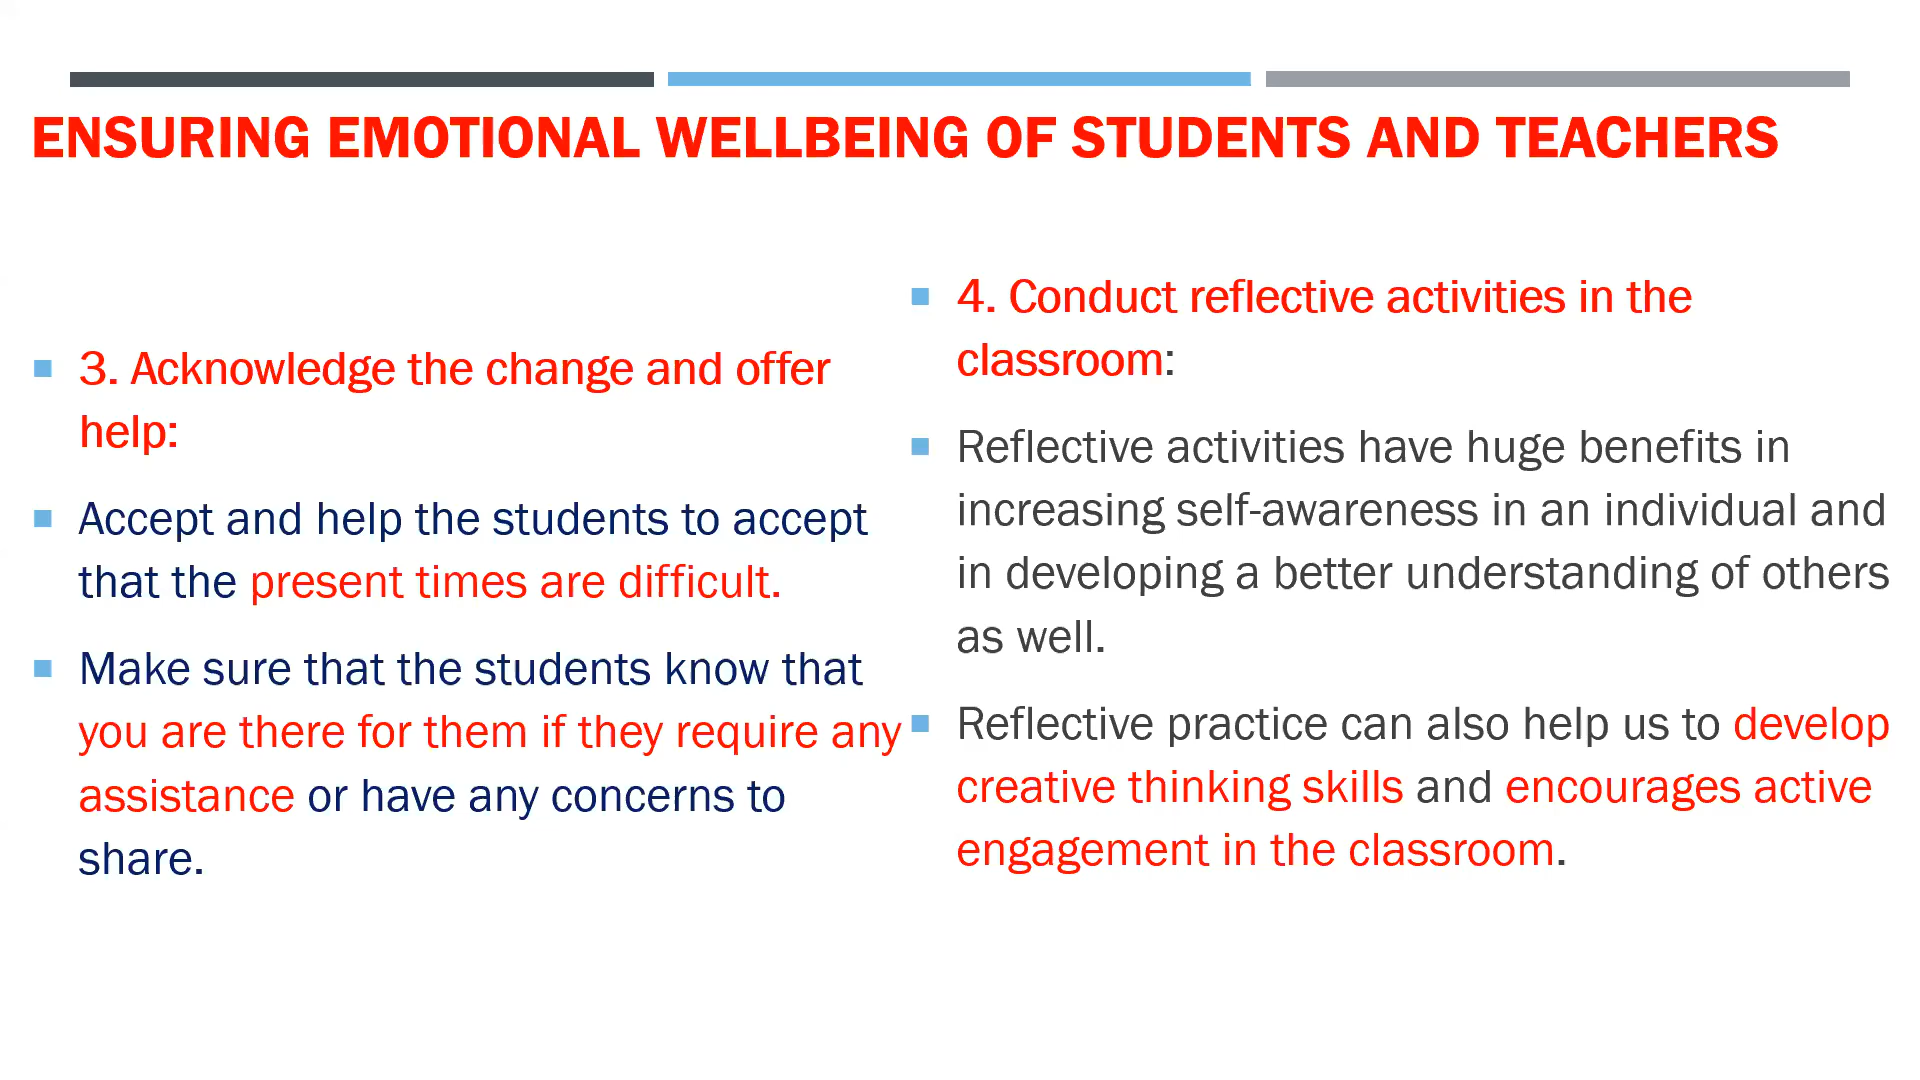 ENSURING EMOTIONAL WELLBEING OF STUDENTS AND TEACHERS
3. Acknowledge the change and offer
help:
Accept and help the students to accept
that the present times are difficult.
Make sure that the students know that
you are there for them if they require any
assistance or have any concerns to
share.
4. Conduct reflective activities in the
classroom:
Reflective activities have huge benefits in
increasing self-awareness in an individual and
in developing a better understanding of others
as well.
Reflective practice can also help us to develop
creative thinking skills and encourages active
engagement in the classroom.